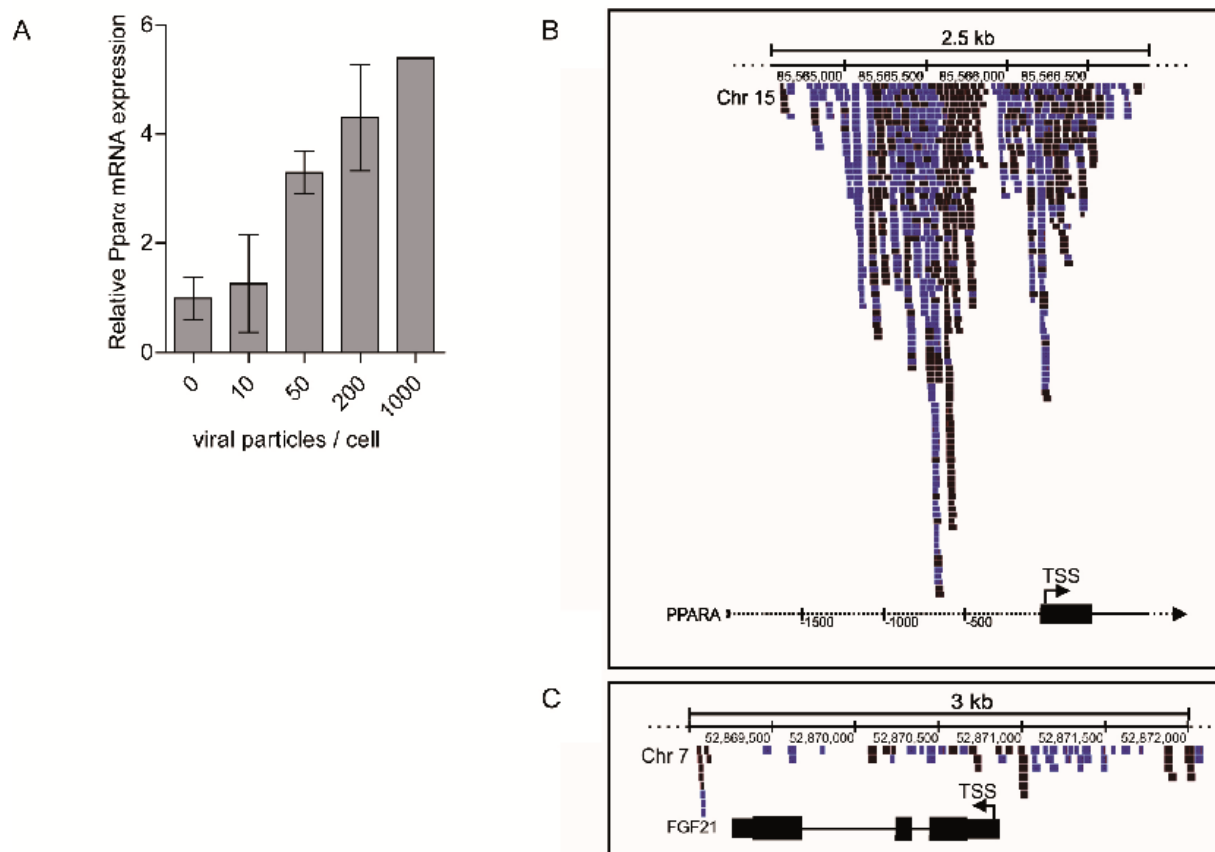 A
Relative Pparα mRNA expression
6
4
2
0
0 10 50 200 1000
viral particles / cell
B
2.5 kb
85,565,000 85,565,500 85,566,000 85,566,500
Chr 15
TSS
PPARA
-1500 -1000 -500
C
3 kb
52,869,500 52,870,000 52,870,500 52,871,000 52,871,500 52,872,000
Chr 7
TSS
FGF21